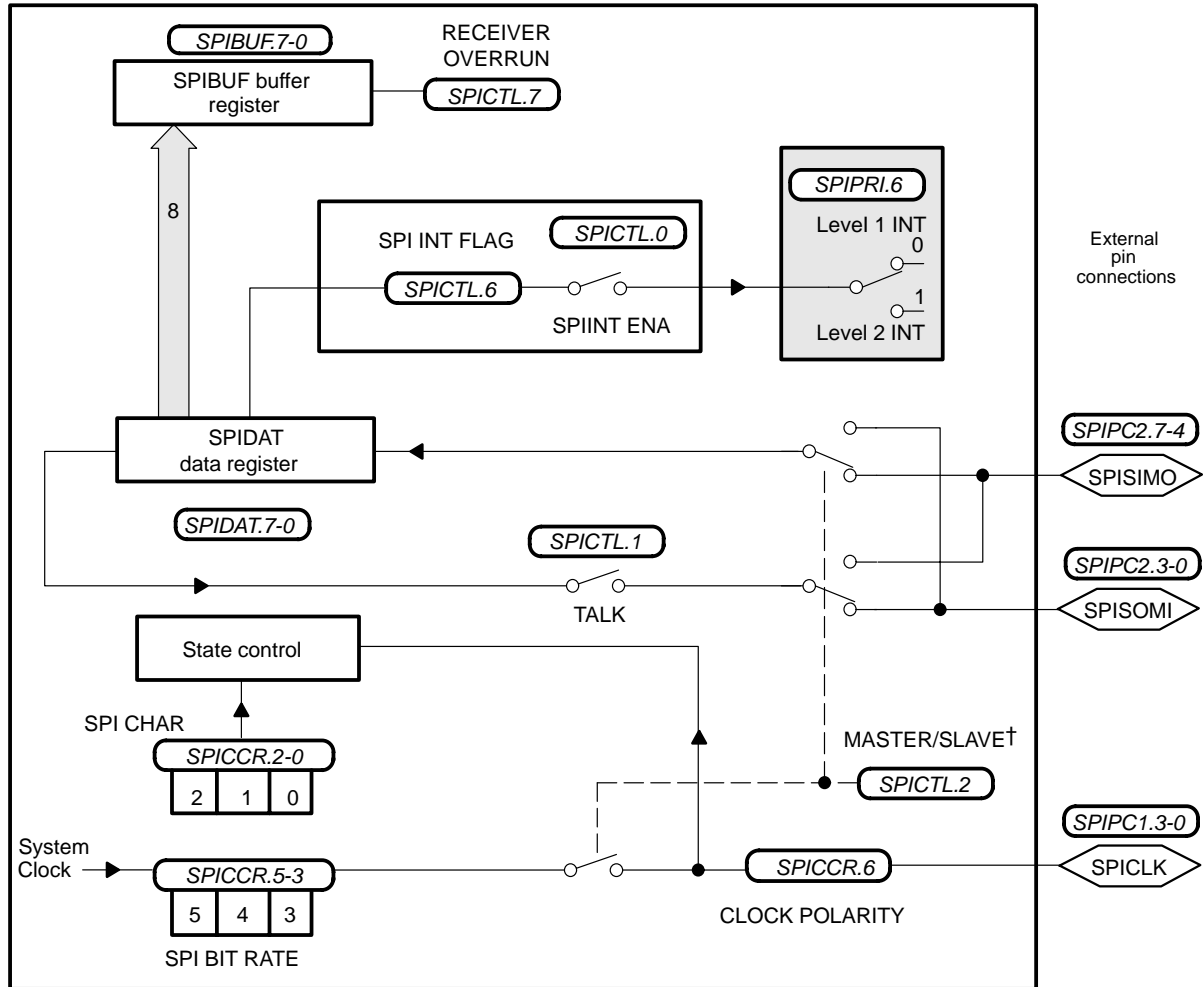 SPIBUF.7-0
RECEIVER
OVERRUN
SPIBUF buffer
register
SPICTL.7
8
SPIPRI.6
Level 1 INT
0
1
Level 2 INT
SPI INT FLAG
SPICTL.0
SPICTL.6
SPIINT ENA
External
pin
connections
SPIDAT
data register
SPIPC2.7-4
SPISIMO
SPIDAT.7-0
SPICTL.1
TALK
SPIPC2.3-0
SPISOMI
State control
SPI CHAR
SPICCR.2-0
2 1 0
MASTER/SLAVE†
SPICTL.2
System
Clock
SPICCR.5-3
5 4 3
SPI BIT RATE
SPICCR.6
CLOCK POLARITY
SPIPC1.3-0
SPICLK